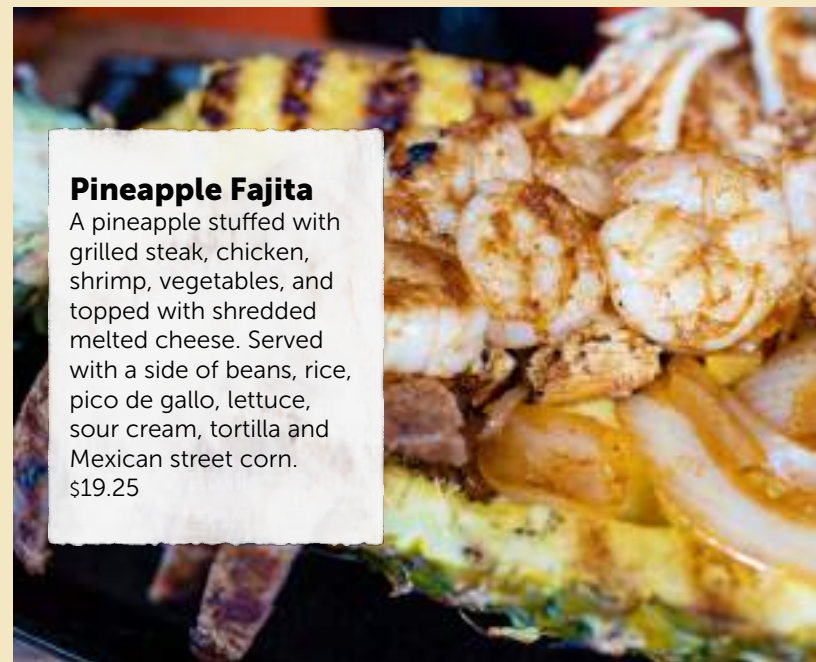 Pineapple Fajita
A pineapple stuffed with
grilled steak, chicken,
shrimp, vegetables, and
topped with shredded
melted cheese. Served
with a side of beans, rice,
pico de gallo, lettuce,
sour cream, tortilla and
Mexican street corn.
$19.25